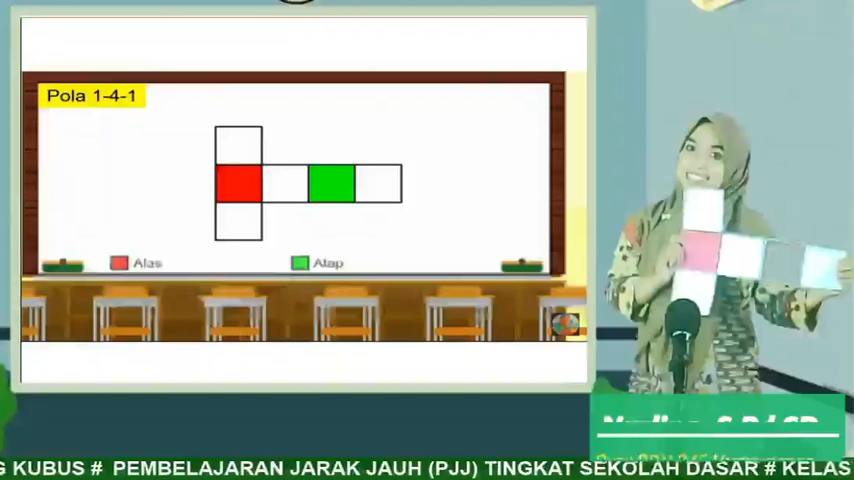 Pola 1-4-1
Alas
Atap
G KUBUS # PEMBELAJARAN JARAK JAUH (PJJ) TINGKAT SEKOLAH DASAR # KELAS